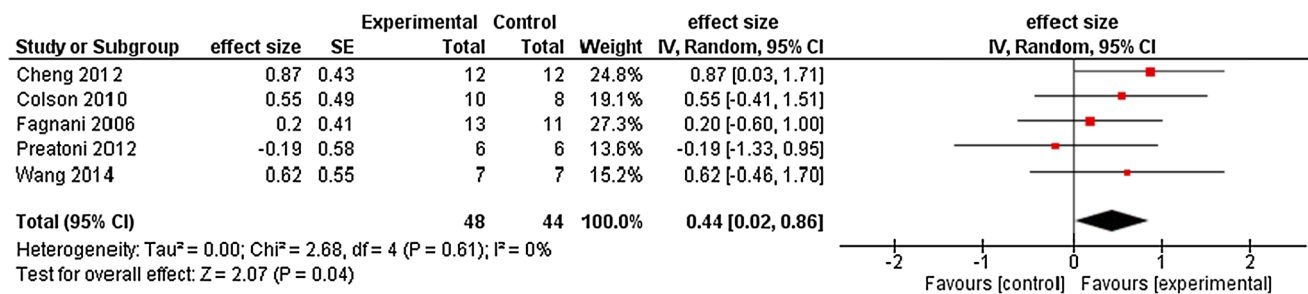 Experimental Control effect size effect size
Study or Subgroup effect size SE Total Total Weight IV, Random, 95% CI IV, Random, 95% CI
Cheng 2012 0.87 0.43 12 12 24.8% 0.87 [0.03, 1.71]
Colson 2010 0.55 0.49 10 8 19.1% 0.55 [-0.41, 1.51]
Fagnani 2006 0.2 0.41 13 11 27.3% 0.20 [-0.60, 1.00]
Preatoni 2012 -0.19 0.58 6 6 13.6% -0.19 [-1.33, 0.95]
Wang 2014 0.62 0.55 7 7 15.2% 0.62 [-0.46, 1.70]
Total (95% CI) 48 44 100.0% 0.44 [0.02, 0.86]
Heterogeneity: Tau² = 0.00; Chi² = 2.68, df = 4 (P = 0.61); I² = 0%
Test for overall effect: Z = 2.07 (P = 0.04)
-2 -1 0 1 2
Favours [control] Favours [experimental]